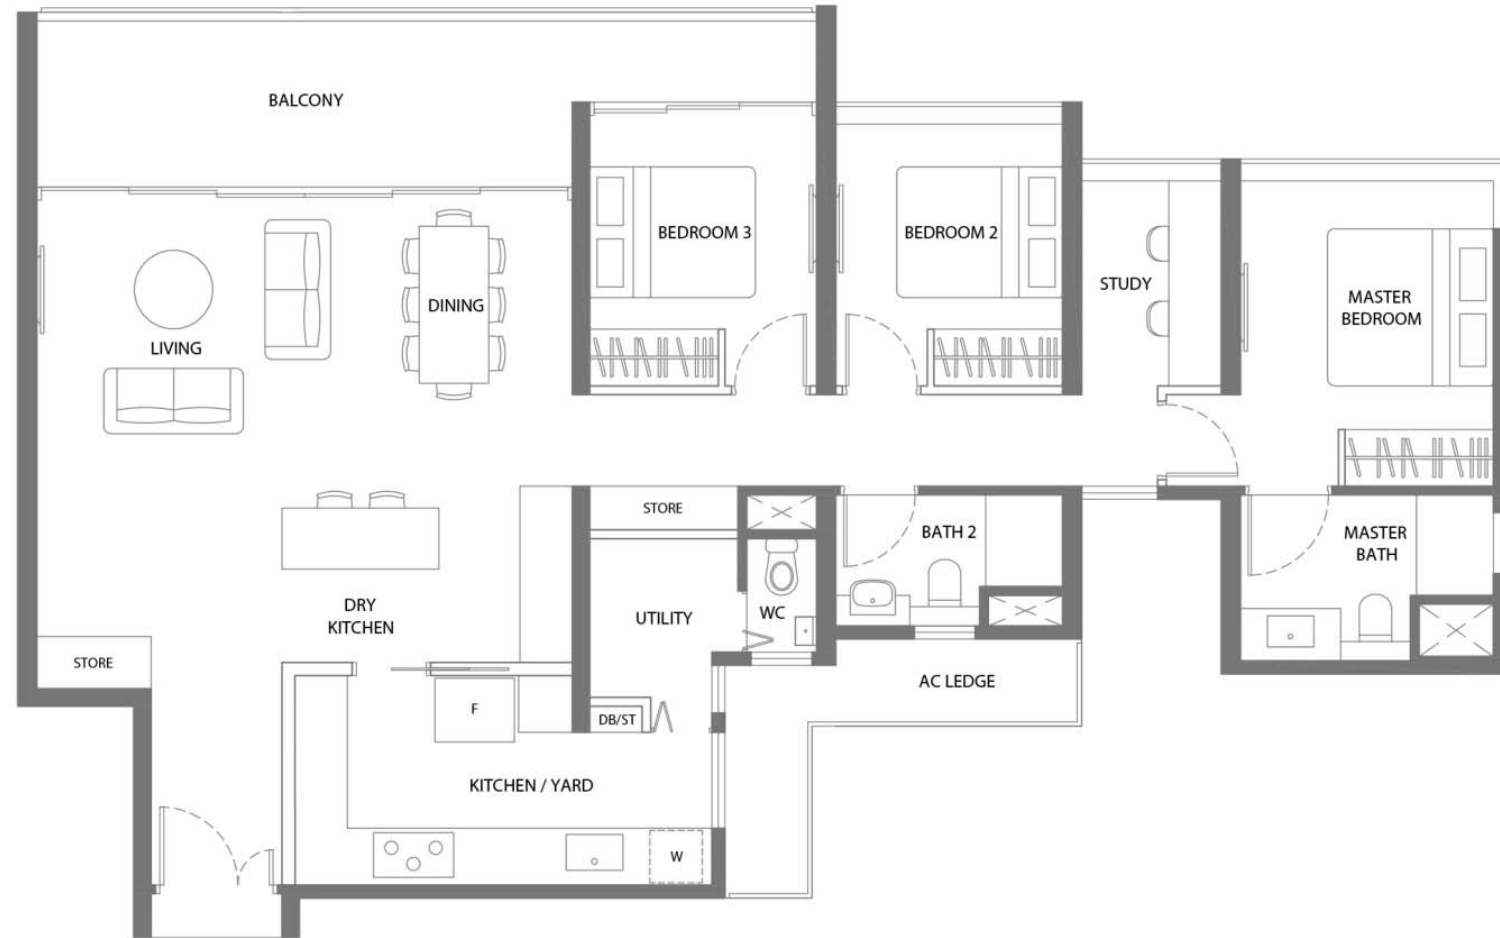 BALCONY
BEDROOM 3
BEDROOM 2
STUDY
MASTER
BEDROOM
DINING
LIVING
STORE
BATH 2
MASTER
BATH
DRY
KITCHEN
UTILITY
WC
STORE
AC LEDGE
F
DB/ST
KITCHEN / YARD
W